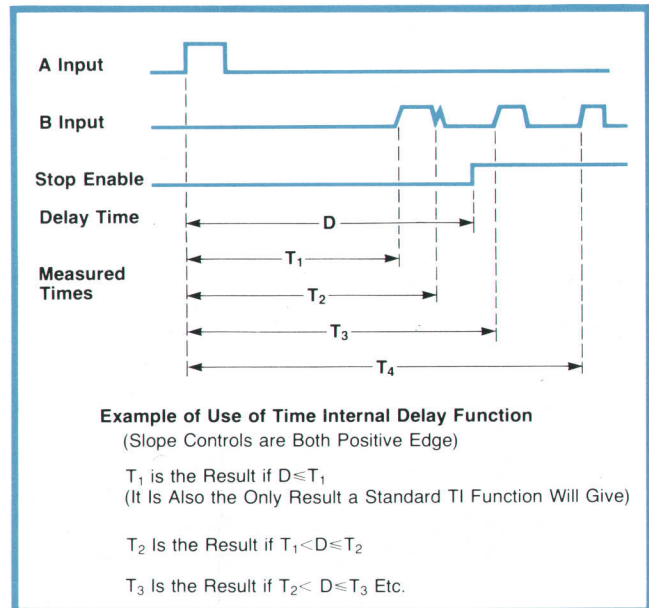 A Input
B Input
Stop Enable
Delay Time
D
T₁
Measured
Times
T₂
T₃
T₄
Example of Use of Time Internal Delay Function
(Slope Controls are Both Positive Edge)
T₁ is the Result if D≤T₁
(It Is Also the Only Result a Standard TI Function Will Give)
T₂ Is the Result if T₁<D≤T₂
T₃ Is the Result if T₂< D≤T₃ Etc.